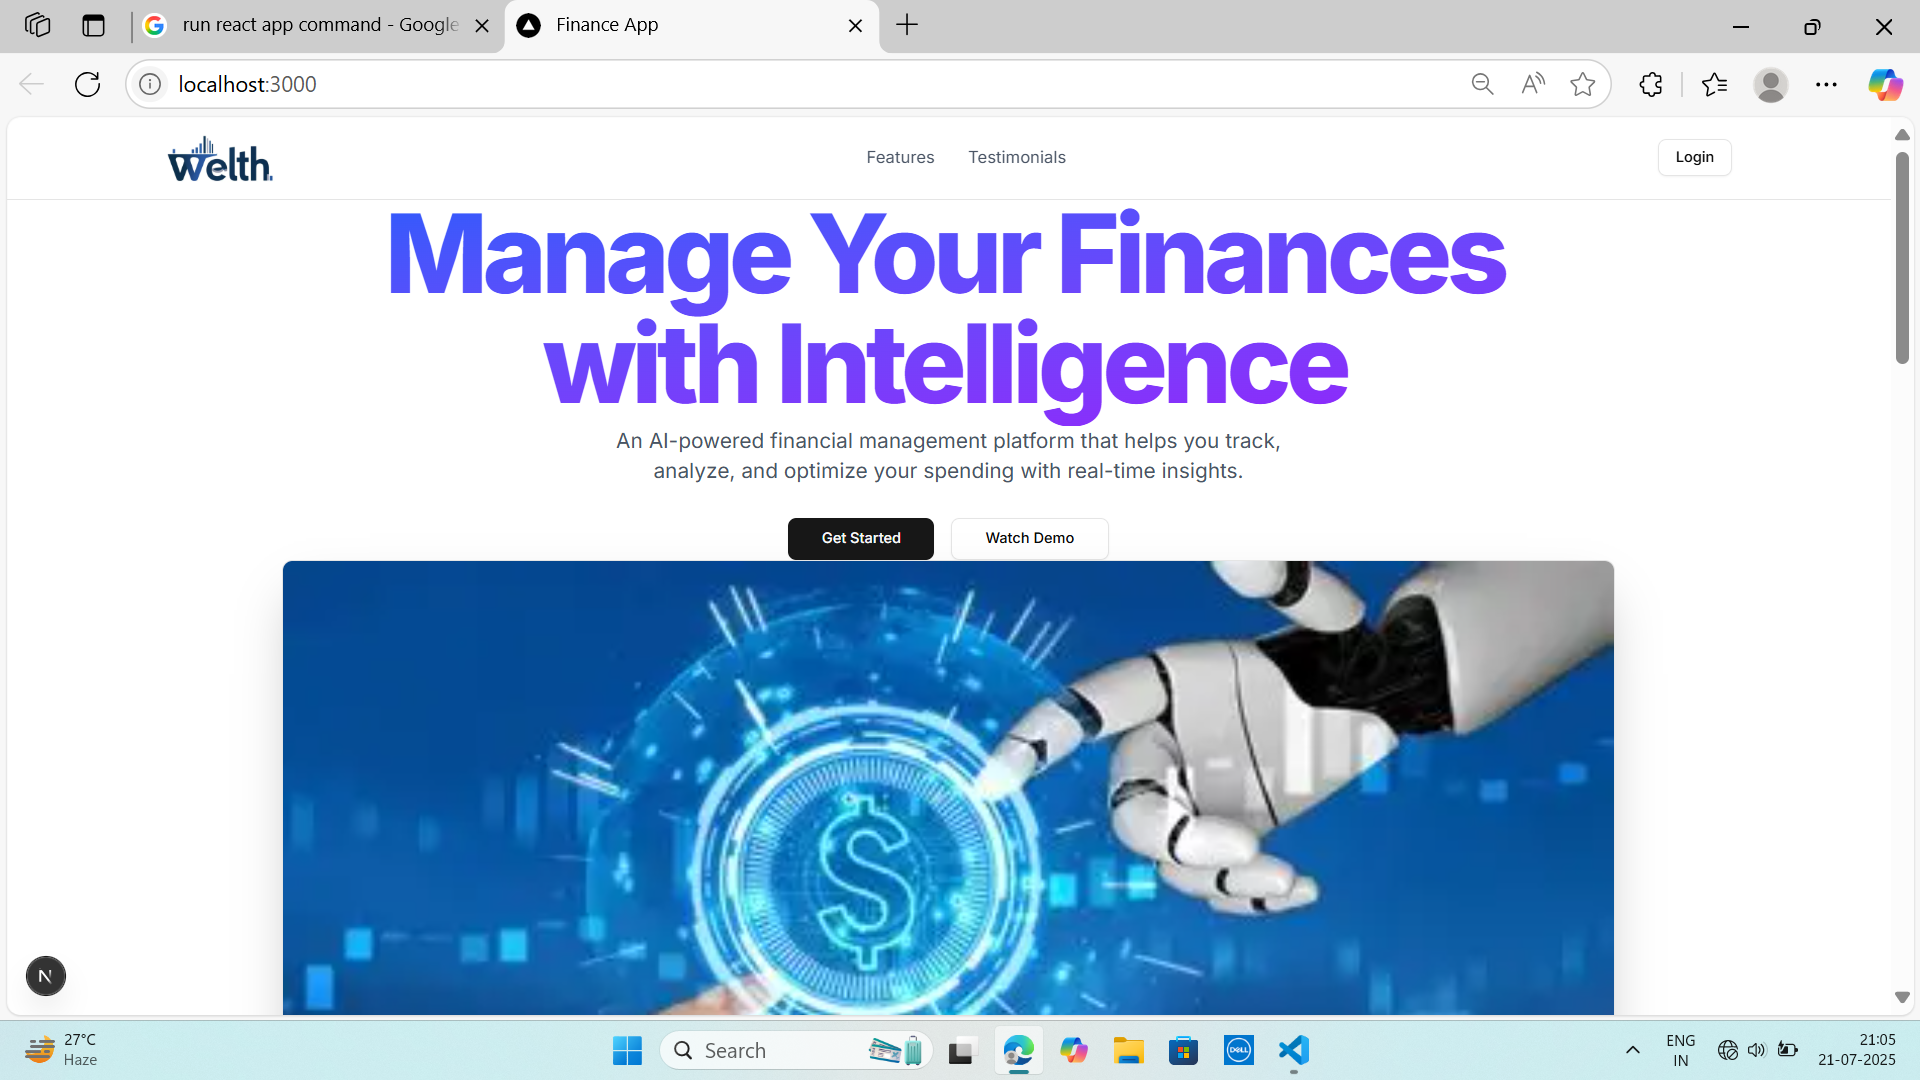 run react app command - Google
Finance App
localhost:3000
Welth
Features
Testimonials
Login
Manage Your Finances
with Intelligence
An AI-powered financial management platform that helps you track,
analyze, and optimize your spending with real-time insights.
Get Started
Watch Demo
N
27°C
Haze
Search
DELL
ENG
IN
21:05
21-07-2025